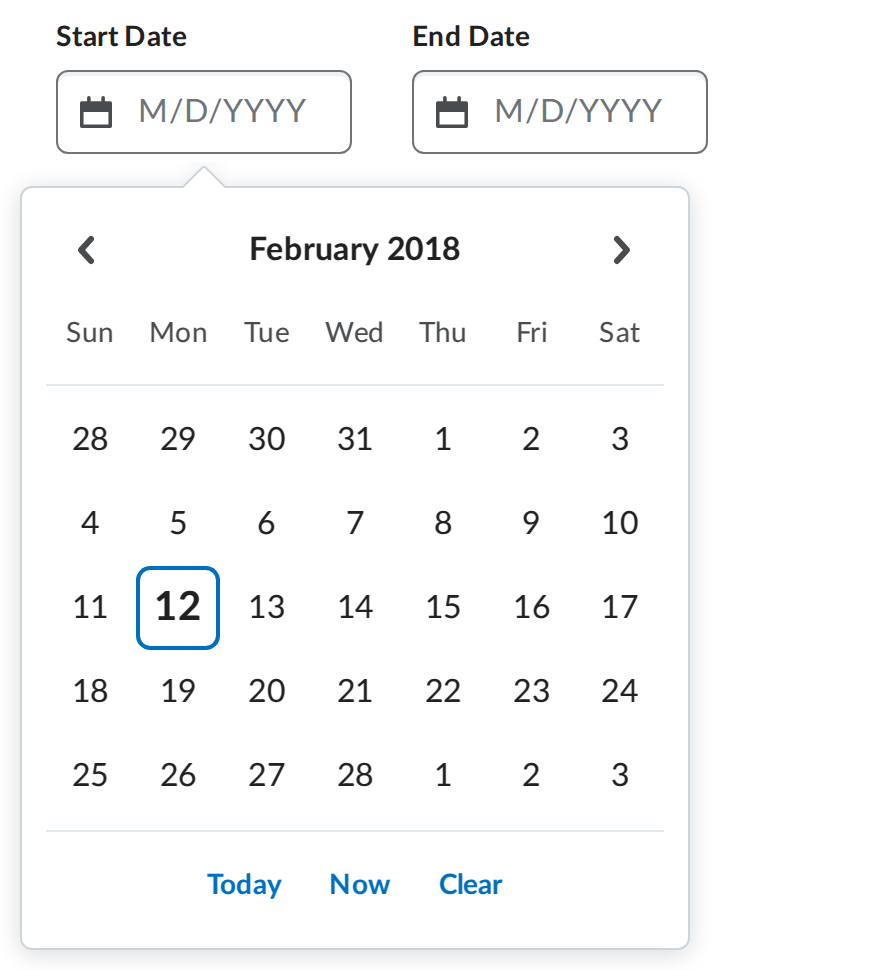 Start Date End Date
M/D/YYYY M/D/YYYY
February 2018
Sun Mon Tue Wed Thu Fri Sat
28 29 30 31 1 2 3
4 5 6 7 8 9 10
11 12 13 14 15 16 17
18 19 20 21 22 23 24
25 26 27 28 1 2 3
Today Now Clear